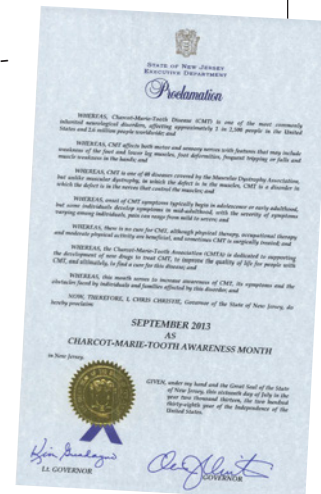 STATE OF NEW JERSEY
EXECUTIVE DEPARTMENT
Proclamation
WHEREAS, Charcot-Marie-Tooth Disease (CMT) is one of the most commonly
inherited neurological disorders, affecting approximately 1 in 2,500 people in the United
States and 2.6 million people worldwide; and
WHEREAS, CMT affects both motor and sensory nerves with features that may include
weakness of the foot and lower leg muscles, foot deformities, frequent tripping or falls and
muscle weakness in the hands; and
WHEREAS, CMT is one of 40 diseases covered by the Muscular Dystrophy Association,
but unlike muscular dystrophy, in which the defect is in the muscles, CMT is a disorder in
which the defect is in the nerves that control the muscles; and
WHEREAS, onset of CMT symptoms typically begin in adolescence or early adulthood,
but some individuals develop symptoms in mid-adulthood, with the severity of symptoms
varying among individuals, pain can range from mild to severe; and
WHEREAS, there is no cure for CMT, although physical therapy, occupational therapy
and moderate physical activity are beneficial, and sometimes CMT is surgically treated; and
WHEREAS, the Charcot-Marie-Tooth Association (CMTA) is dedicated to supporting
the development of new drugs to treat CMT, to improve the quality of life for people with
CMT, and ultimately, to find a cure for this disease; and
WHEREAS, this month serves to increase awareness of CMT, its symptoms and the
obstacles faced by individuals and families affected by this disorder; and
NOW, THEREFORE, I, CHRIS CHRISTIE, Governor of the State of New Jersey, do
hereby proclaim
SEPTEMBER 2013
AS
CHARCOT-MARIE-TOOTH AWARENESS MONTH
in New Jersey.
GIVEN, under my hand and the Great Seal of the State
of New Jersey, this sixteenth day of July in the
year two thousand thirteen, the two hundred
thirty-eighth year of the Independence of the
United States.
Kim Guadagno
LT. GOVERNOR
GOVERNOR